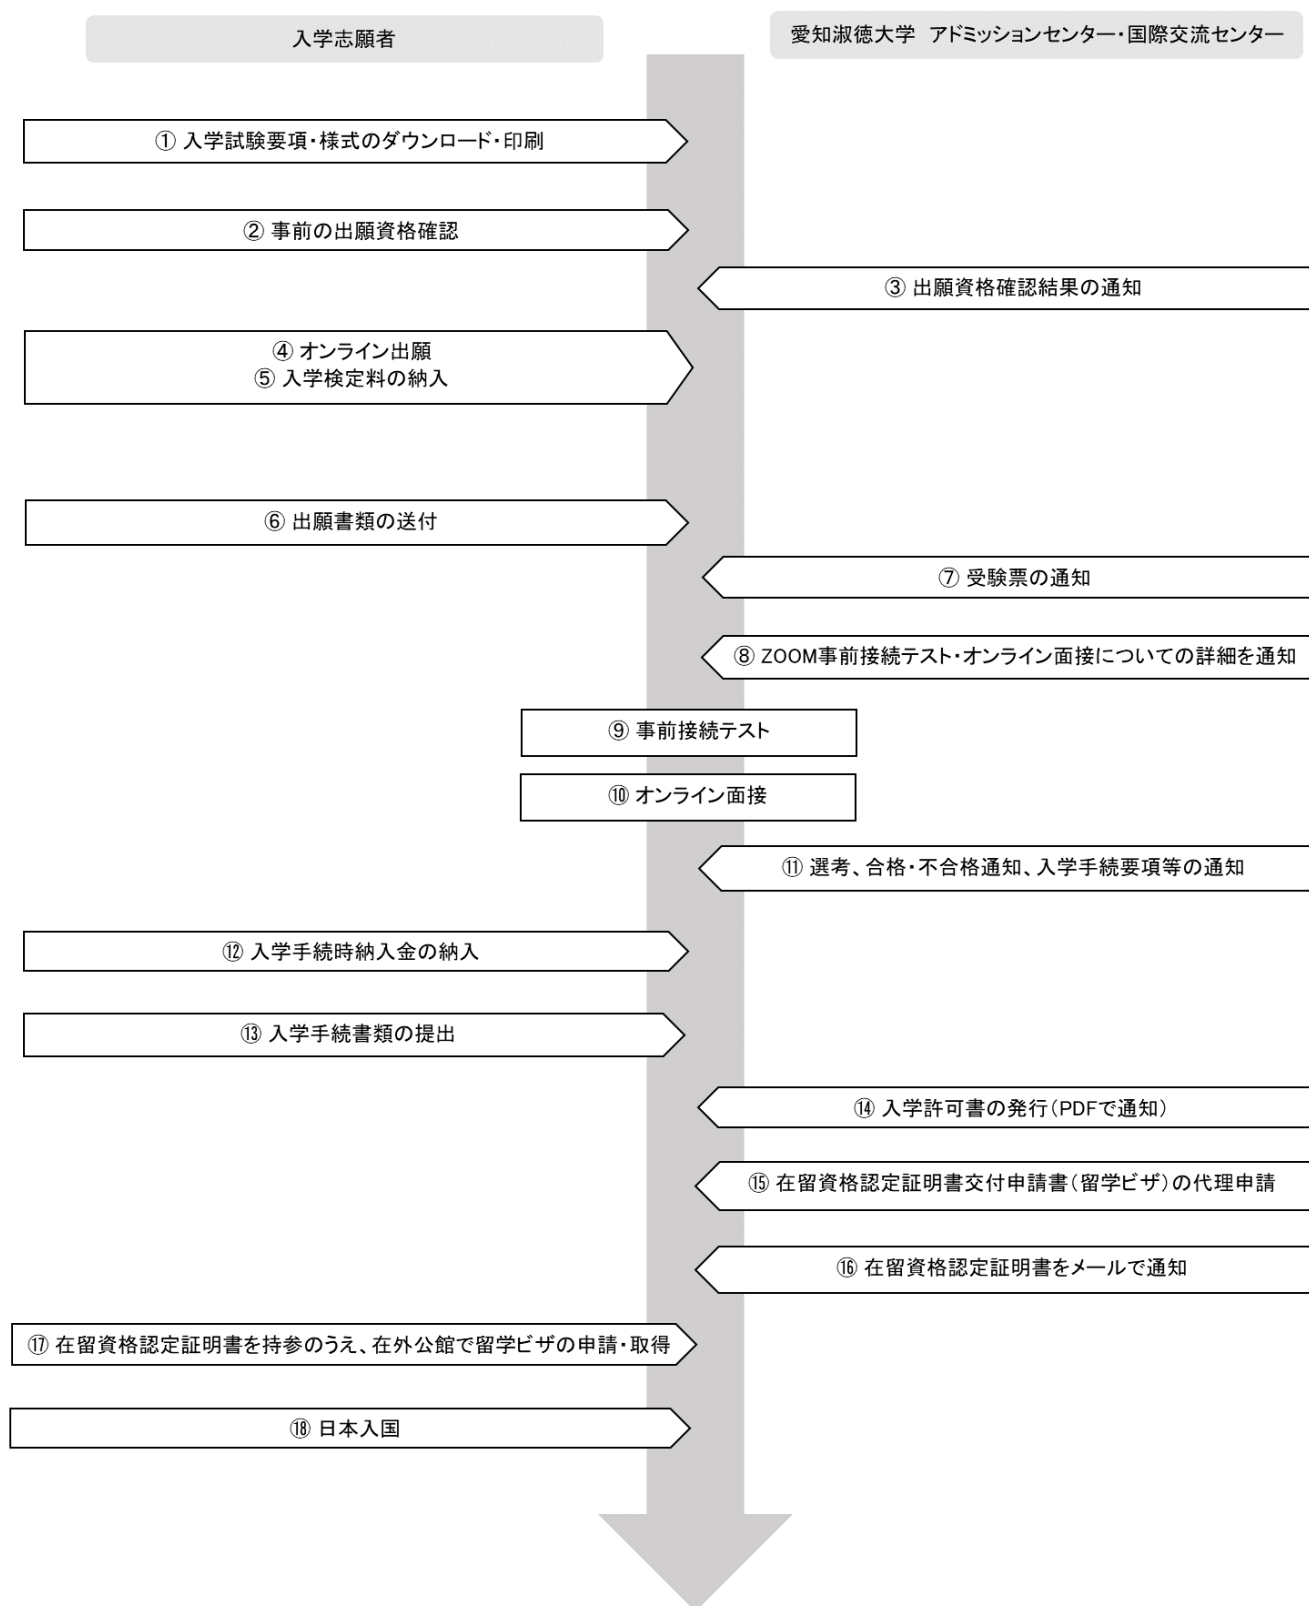 入学志願者
愛知淑徳大学　アドミッションセンター・国際交流センター
① 入学試験要項・様式のダウンロード・印刷
② 事前の出願資格確認
③ 出願資格確認結果の通知
④ オンライン出願
⑤ 入学検定料の納入
⑥ 出願書類の送付
⑦ 受験票の通知
⑧ ZOOM事前接続テスト・オンライン面接についての詳細を通知
⑨ 事前接続テスト
⑩ オンライン面接
⑪ 選考、合格・不合格通知、入学手続要項等の通知
⑫ 入学手続時納入金の納入
⑬ 入学手続書類の提出
⑭ 入学許可書の発行（PDFで通知）
⑮ 在留資格認定証明書交付申請書（留学ビザ）の代理申請
⑯ 在留資格認定証明書をメールで通知
⑰ 在留資格認定証明書を持参のうえ、在外公館で留学ビザの申請・取得
⑱ 日本入国